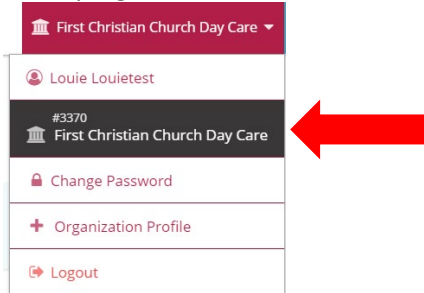 First Christian Church Day Care
Louie Louietest
#3370
First Christian Church Day Care
Change Password
Organization Profile
Logout